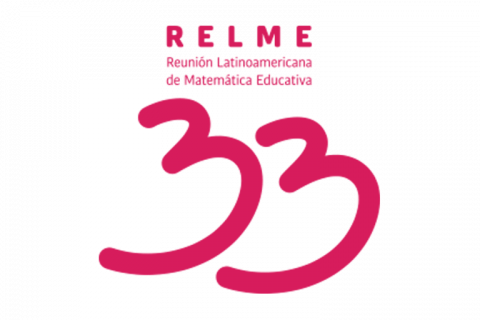 RELME
Reunión Latinoamericana
de Matemática Educativa
33